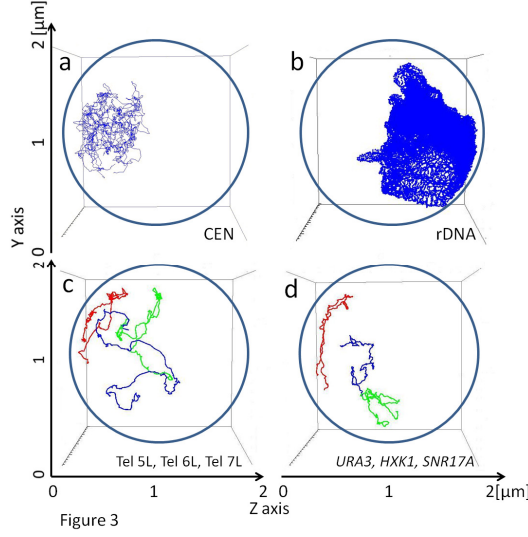 2 [μm]
a
b
1
Y axis
CEN
rDNA
0
2
c
d
1
Tel 5L, Tel 6L, Tel 7L
URA3, HXK1, SNR17A
0
0 1 2 0 1 2[μm]
Z axis
Figure 3